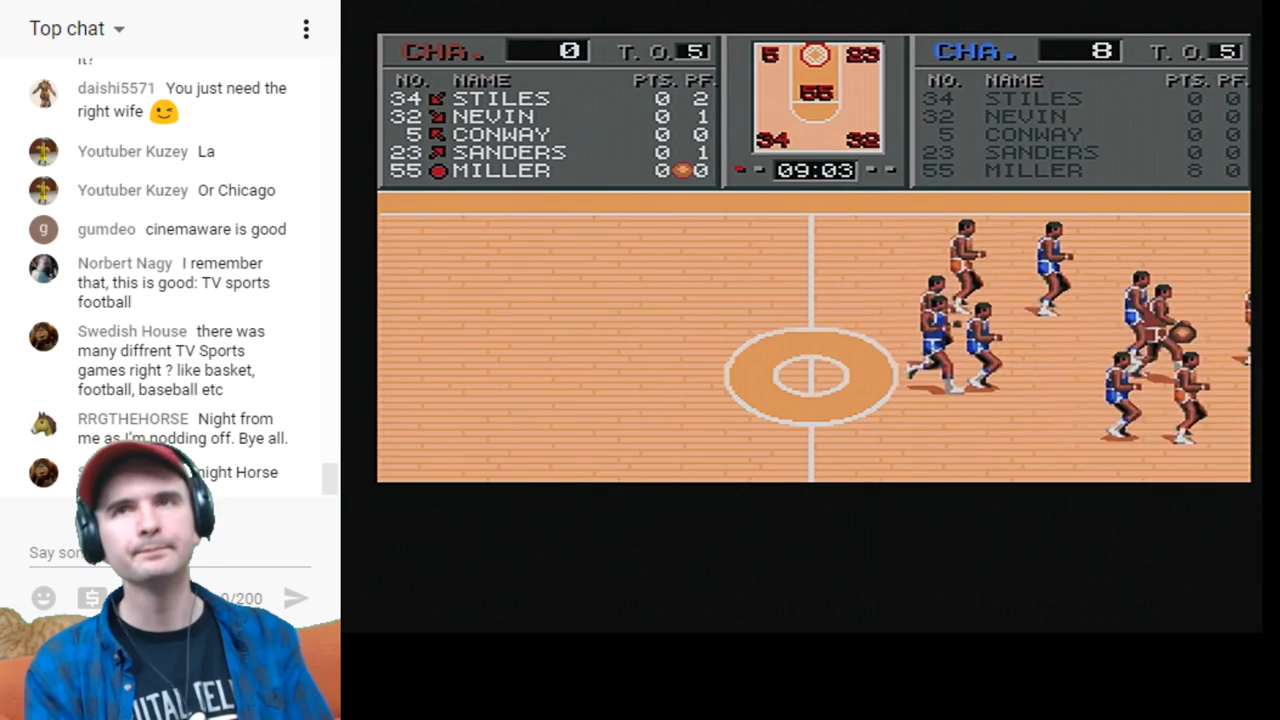 Top chat
it?
daishi5571 You just need the
right wife
Youtuber Kuzey La
Youtuber Kuzey Or Chicago
gumdeo cinemaware is good
g
Norbert Nagy I remember
that, this is good: TV sports
football
Swedish House there was
many diffrent TV Sports
games right ? like basket,
football, baseball etc
RRGTHEHORSE Night from
me as I'm nodding off. Bye all.
night Horse
Say
0/200
CHA. 0 T. O. 5
NO. NAME PTS. PF.
34 STILES 0 2
32 NEVIN 0 1
5 CONWAY 0 0
23 SANDERS 0 1
55 MILLER 0 0
5 23
55
34 32
09:03
CHA. 8 T. O. 5
NO. NAME PTS. PF.
34 STILES 0 0
32 NEVIN 0 0
5 CONWAY 0 0
23 SANDERS 0 0
55 MILLER 8 0